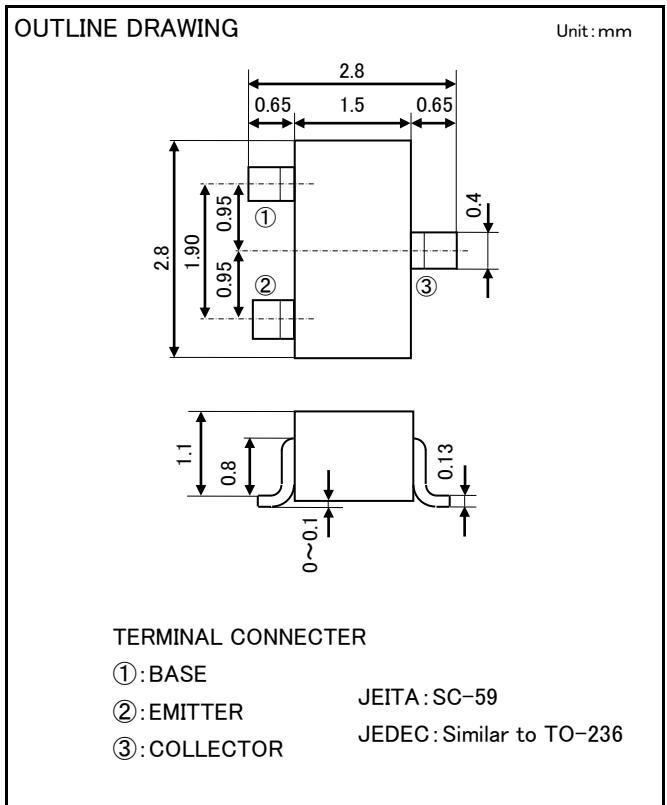 OUTLINE DRAWING
Unit:mm
2.8
0.65
1.5
0.65
2.8
1.90
0.95
0.95
①
②
③
0.4
1.1
0.8
0~0.1
0.13
TERMINAL CONNECTER
①:BASE
②:EMITTER
③:COLLECTOR
JEITA:SC-59
JEDEC:Similar to TO-236